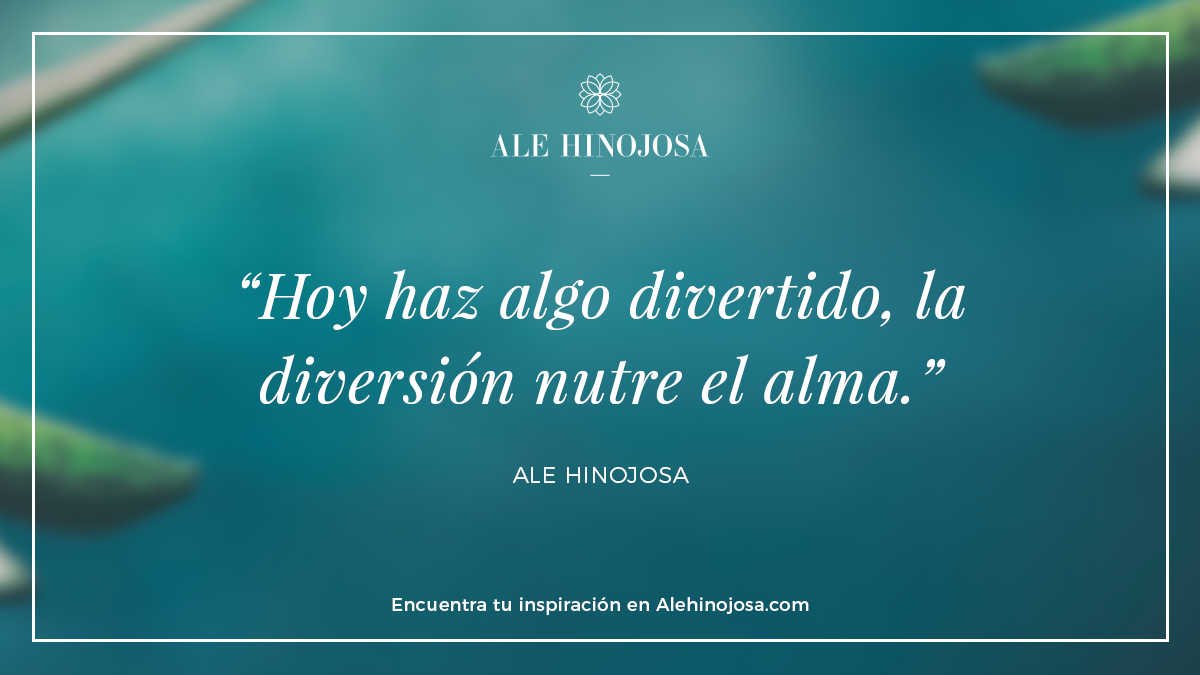 ALE HINOJOSA
“Hoy haz algo divertido, la
diversión nutre el alma.”
ALE HINOJOSA
Encuentra tu inspiración en Alehinojosa.com